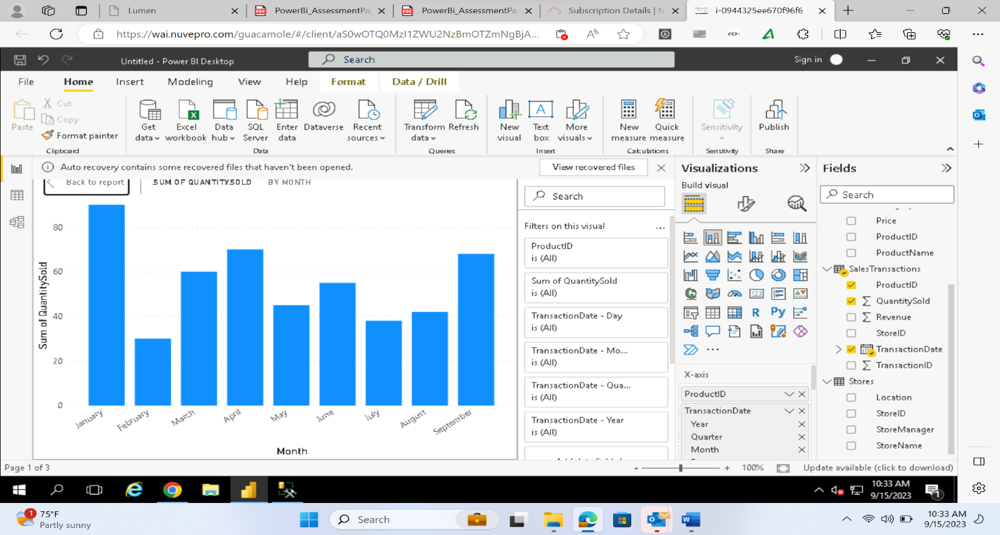 Lumen
PowerBi_AssessmentPa
PowerBi_AssessmentPa
Subscription Details | N
i-0944325ee670f96f6
https://wai.nuvepro.com/guacamole/#/client/aS0wOTQ0MzI1ZWU2NzBmOTZmNgBjA...
Untitled - Power BI Desktop
Search
Sign in
File
Home
Insert
Modeling
View
Help
Format
Data / Drill
Paste
Cut
Copy
Format painter
Clipboard
Get data
Excel workbook
Data hub
SQL Server
Enter data
Dataverse
Recent sources
Data
Transform data
Refresh
Queries
New visual
Text box
More visuals
Insert
New measure
Quick measure
Calculations
Sensitivity
Sensitivity
Publish
Share
Auto recovery contains some recovered files that haven't been opened.
View recovered files
Back to report
SUM OF QUANTITYSOLD
BY MONTH
Sum of QuantitySold
80
60
40
20
0
January
February
March
April
May
June
July
August
September
Month
Search
Filters on this visual
...
ProductID
is (All)
Sum of QuantitySold
is (All)
TransactionDate - Day
is (All)
TransactionDate - Mo...
is (All)
TransactionDate - Qua...
is (All)
TransactionDate - Year
is (All)
Visualizations
Build visual
123
R
Py
...
X-axis
ProductID
TransactionDate
Year
Quarter
Month
Fields
Search
Price
ProductID
ProductName
SalesTransactions
ProductID
QuantitySold
Revenue
StoreID
TransactionDate
TransactionID
Stores
Location
StoreID
StoreManager
StoreName
Page 1 of 3
- + 100%
Update available (click to download)
10:33 AM
9/15/2023
1
1
75°F
Partly sunny
Search
10:33 AM
9/15/2023